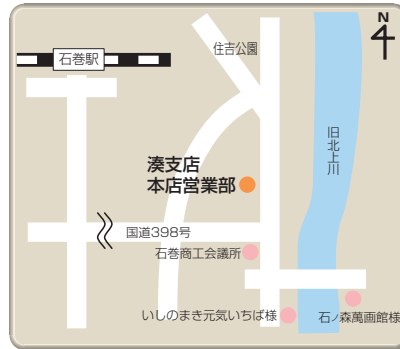 N
住吉公園
石巻駅
旧北上川
湊支店
本店営業部
国道398号
石巻商工会議所
いしのまき元気いちば様
石ノ森萬画館様